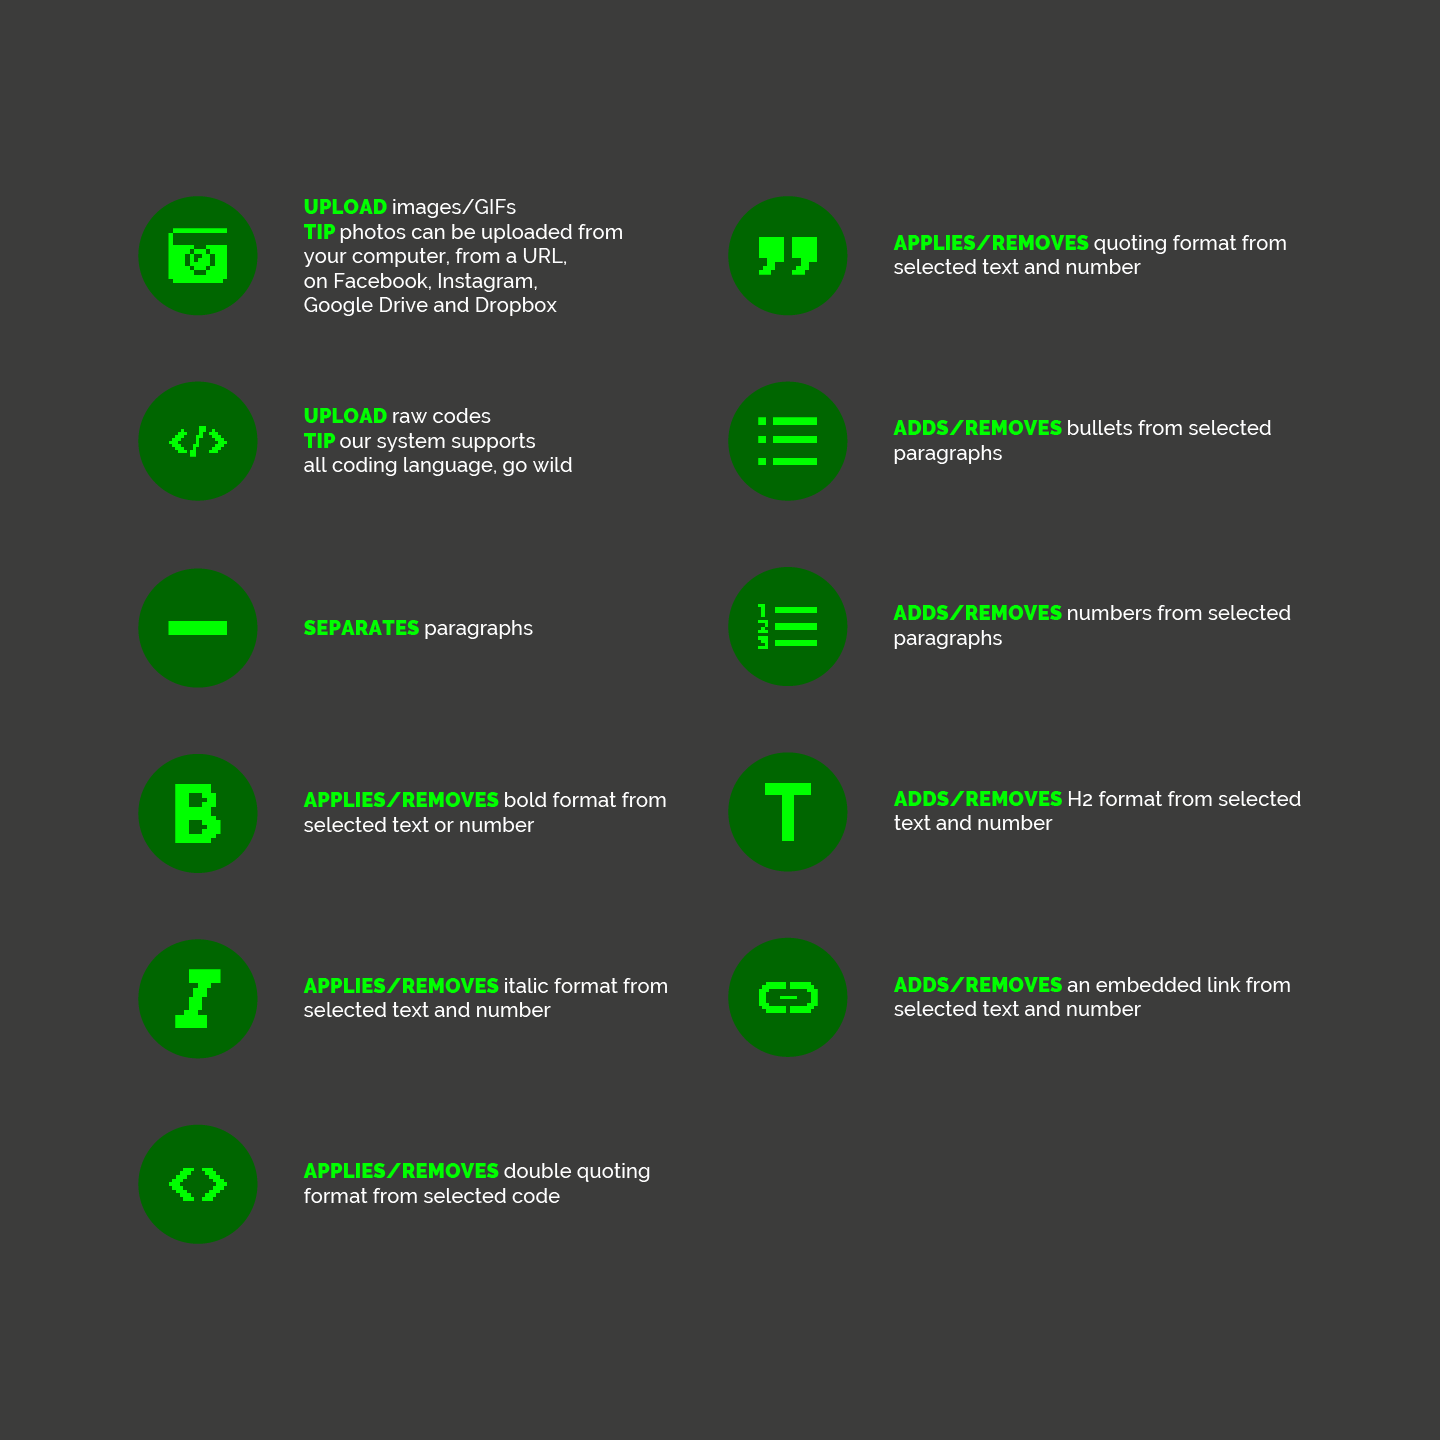 UPLOAD images/GIFs
TIP photos can be uploaded from
your computer, from a URL,
on Facebook, Instagram,
Google Drive and Dropbox
UPLOAD raw codes
TIP our system supports
all coding language, go wild
SEPARATES paragraphs
B
APPLIES/REMOVES bold format from
selected text or number
I
APPLIES/REMOVES italic format from
selected text and number
APPLIES/REMOVES double quoting
format from selected code
APPLIES/REMOVES quoting format from
selected text and number
ADDS/REMOVES bullets from selected
paragraphs
1
2
3
ADDS/REMOVES numbers from selected
paragraphs
T
ADDS/REMOVES H2 format from selected
text and number
ADDS/REMOVES an embedded link from
selected text and number